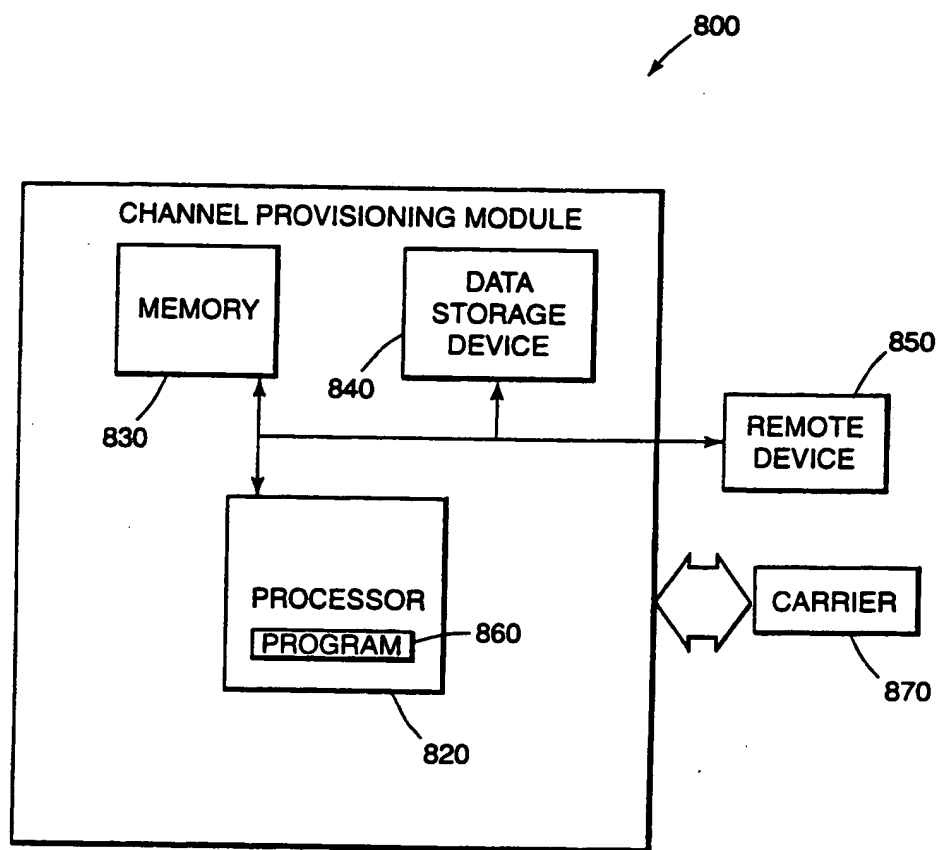 800
CHANNEL PROVISIONING MODULE
MEMORY
830
DATA
STORAGE
DEVICE
840
850
REMOTE
DEVICE
PROCESSOR
PROGRAM
860
820
CARRIER
870